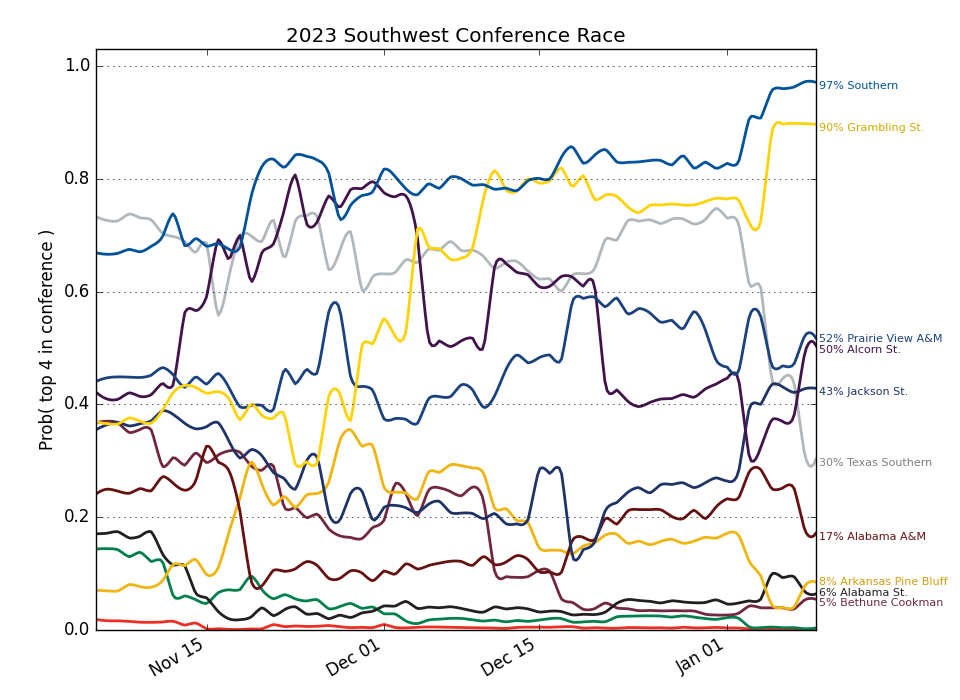 2023 Southwest Conference Race
Prob( top 4 in conference )
1.0
0.8
0.6
0.4
0.2
0.0
Nov 15
Dec 01
Dec 15
Jan 01
97% Southern
90% Grambling St.
52% Prairie View A&M
50% Alcorn St.
43% Jackson St.
30% Texas Southern
17% Alabama A&M
8% Arkansas Pine Bluff
6% Alabama St.
5% Bethune Cookman